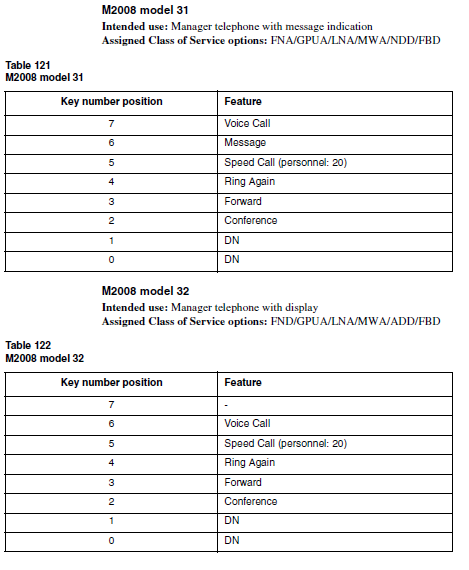 M2008 model 31
Intended use: Manager telephone with message indication
Assigned Class of Service options: FNA/GPUA/LNA/MWA/NDD/FBD
Table 121
M2008 model 31
Key number position Feature
7 Voice Call
6 Message
5 Speed Call (personnel: 20)
4 Ring Again
3 Forward
2 Conference
1 DN
0 DN
M2008 model 32
Intended use: Manager telephone with display
Assigned Class of Service options: FND/GPUA/LNA/MWA/ADD/FBD
Table 122
M2008 model 32
Key number position Feature
7 -
6 Voice Call
5 Speed Call (personnel: 20)
4 Ring Again
3 Forward
2 Conference
1 DN
0 DN